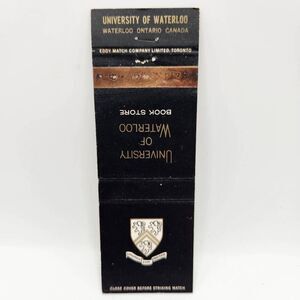 UNIVERSITY OF WATERLOO
WATERLOO ONTARIO CANADA
EDDY MATCH COMPANY LIMITED, TORONTO
UNIVERSITY
OF
WATERLOO
BOOK STORE
CLOSE COVER BEFORE STRIKING MATCH